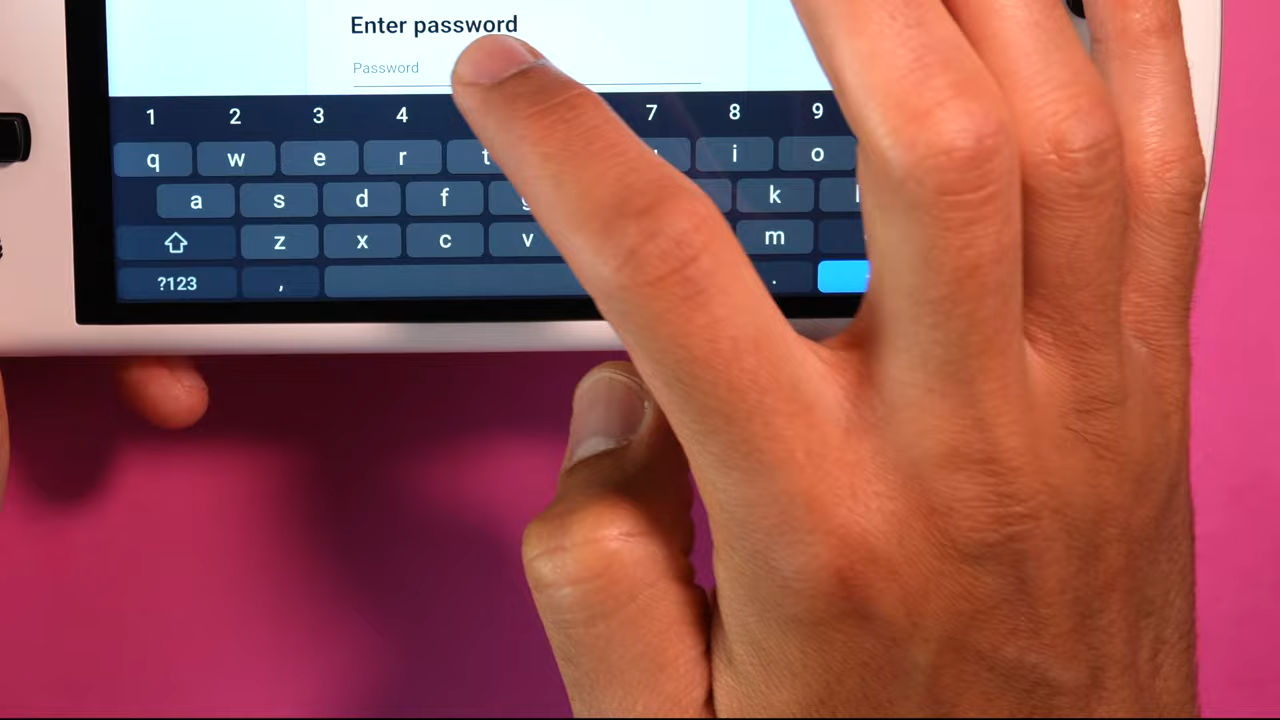 Enter password
Password
1 2 3 4 7 8 9
q w e r t i o
a s d f g k
z x c v m
?123 , .